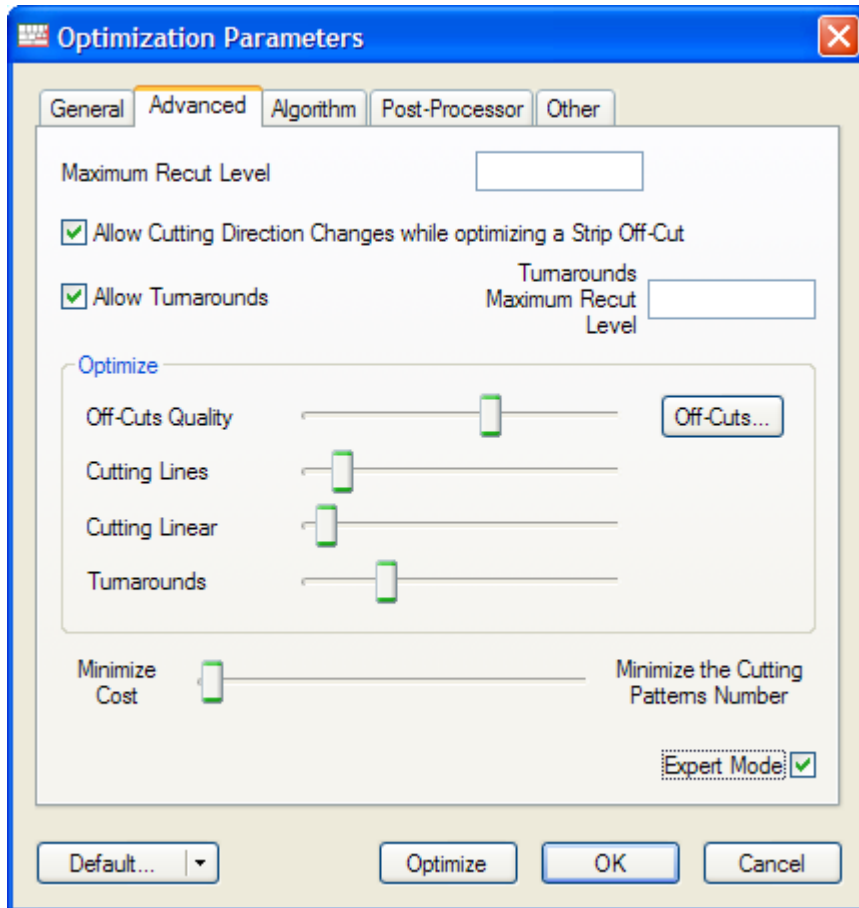 Optimization Parameters
General Advanced Algorithm Post-Processor Other
Maximum Recut Level
Allow Cutting Direction Changes while optimizing a Strip Off-Cut
Allow Turnarounds
Turnarounds
Maximum Recut
Level
Optimize
Off-Cuts Quality
Off-Cuts...
Cutting Lines
Cutting Linear
Turnarounds
Minimize
Cost
Minimize the Cutting
Patterns Number
Expert Mode
Default... Optimize OK Cancel